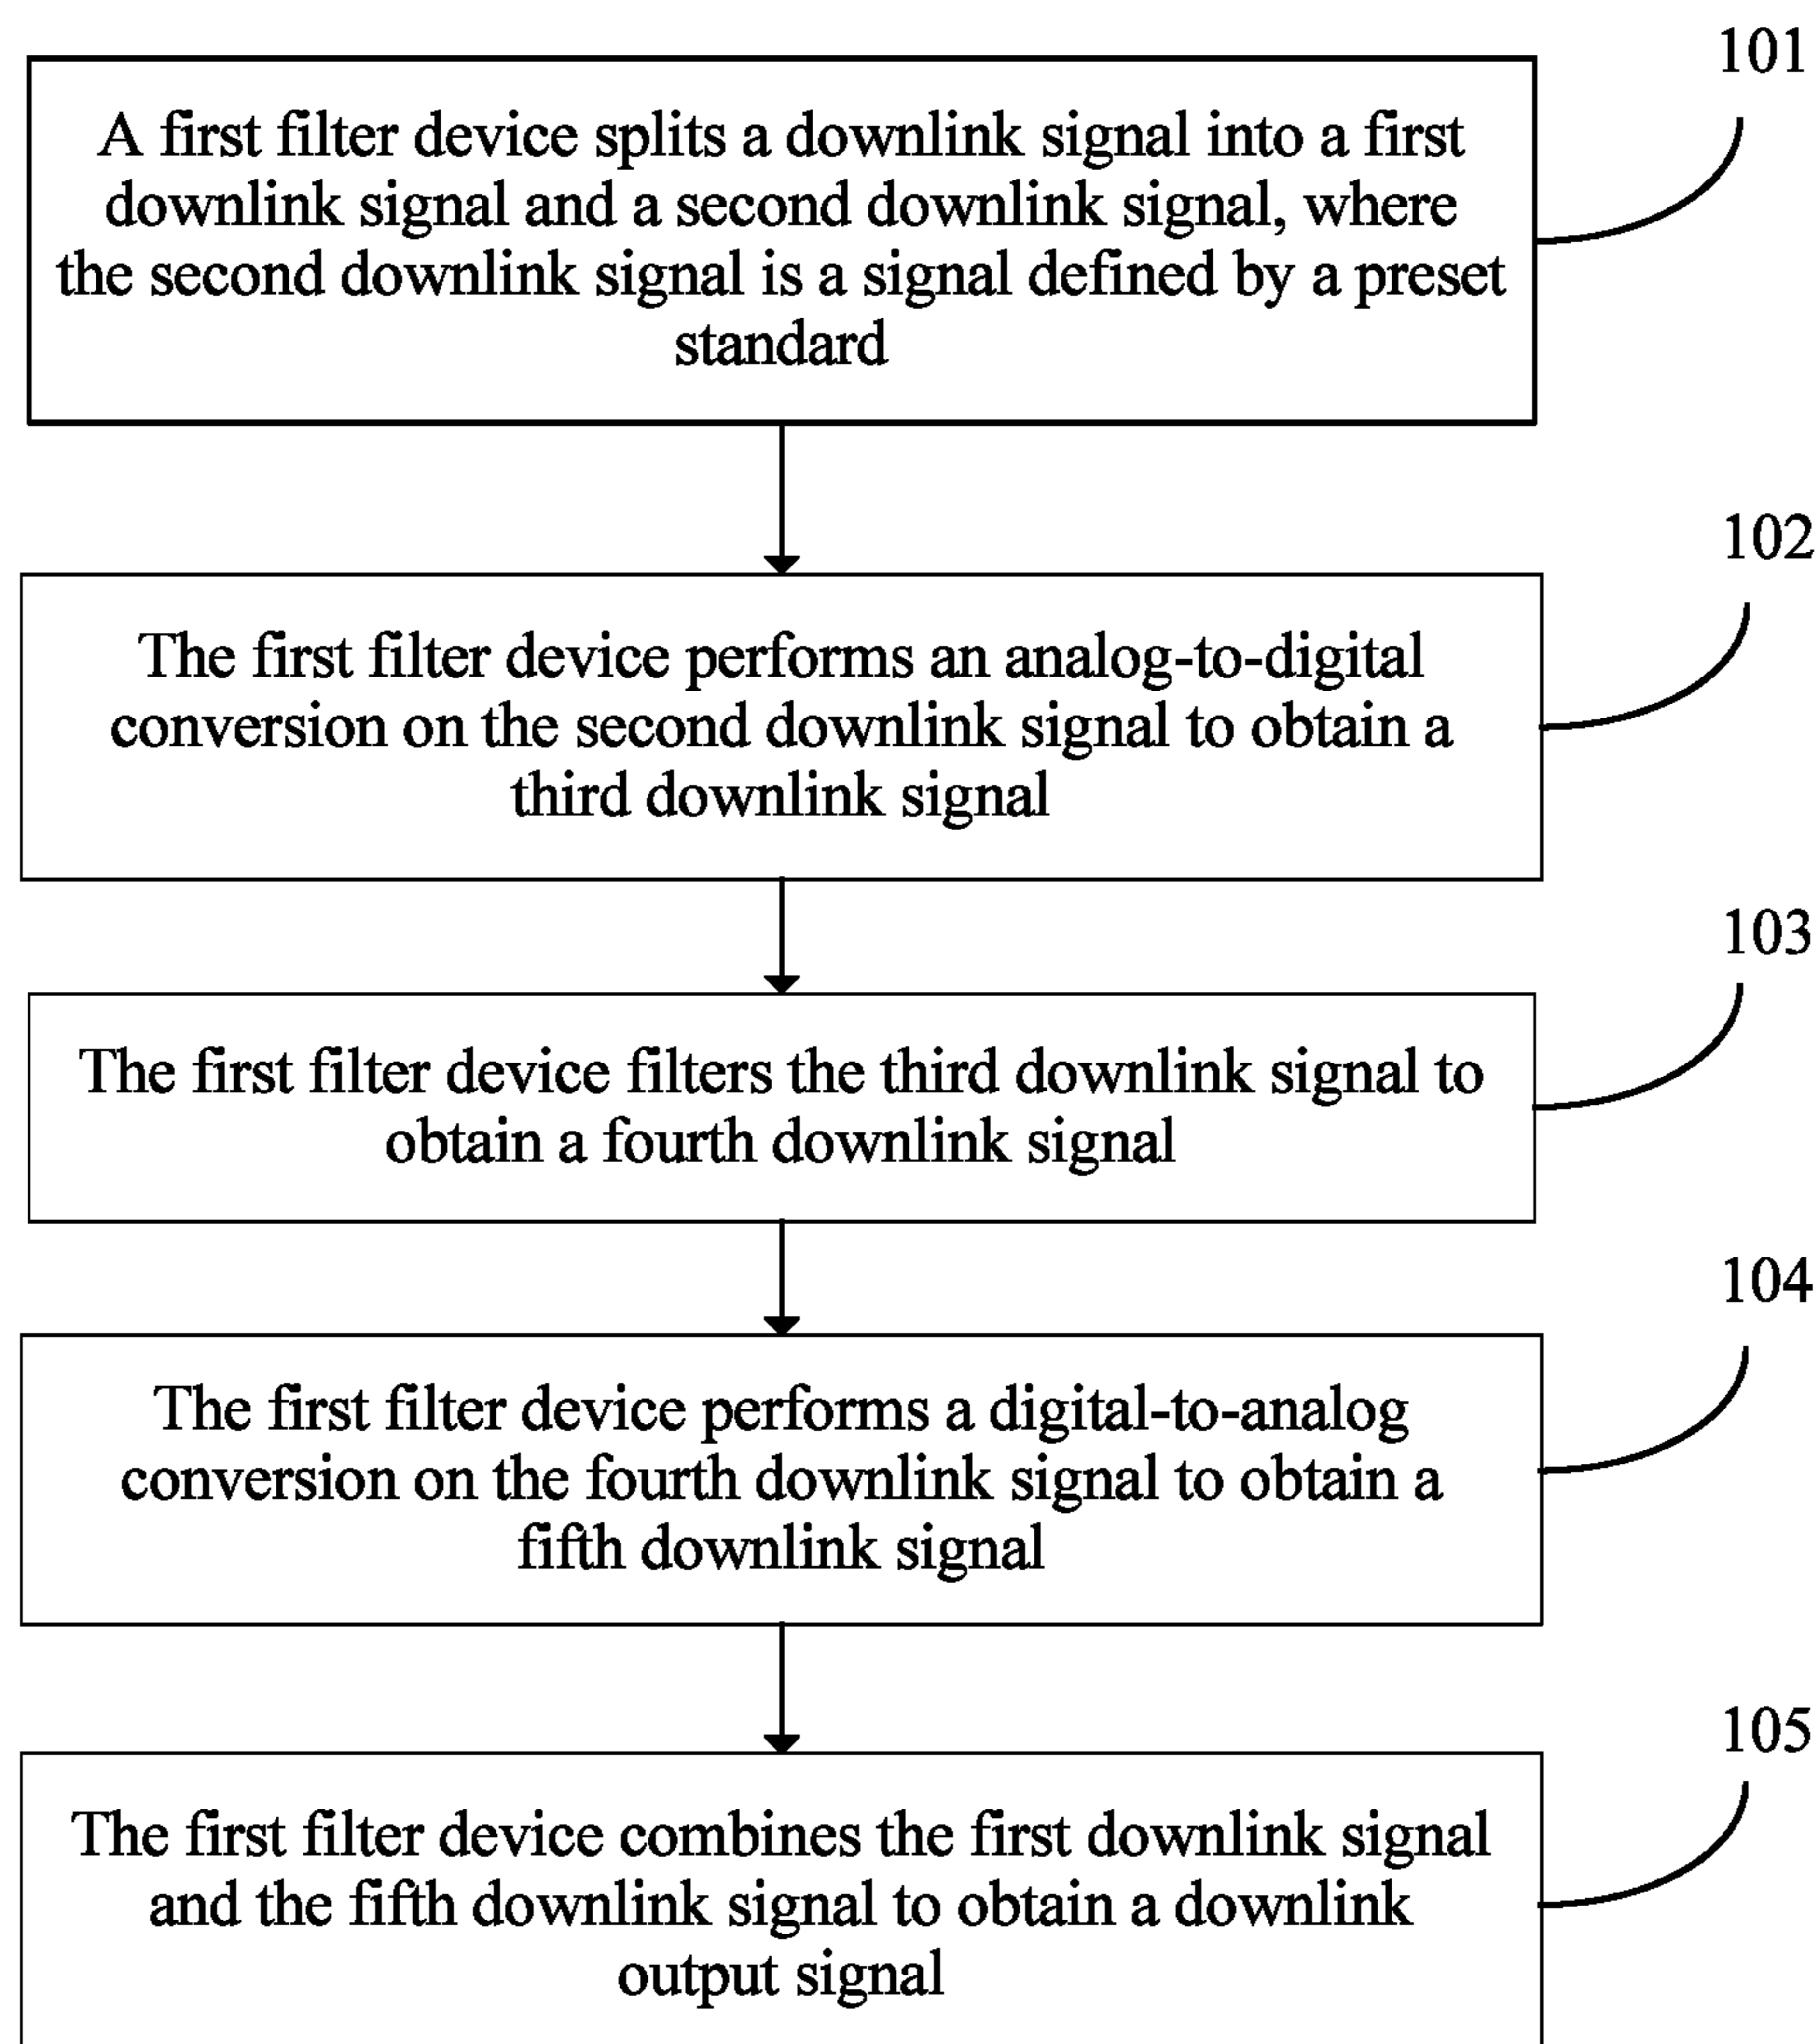 101
A first filter device splits a downlink signal into a first
downlink signal and a second downlink signal, where
the second downlink signal is a signal defined by a preset
standard
102
The first filter device performs an analog-to-digital
conversion on the second downlink signal to obtain a
third downlink signal
103
The first filter device filters the third downlink signal to
obtain a fourth downlink signal
104
The first filter device performs a digital-to-analog
conversion on the fourth downlink signal to obtain a
fifth downlink signal
105
The first filter device combines the first downlink signal
and the fifth downlink signal to obtain a downlink
output signal